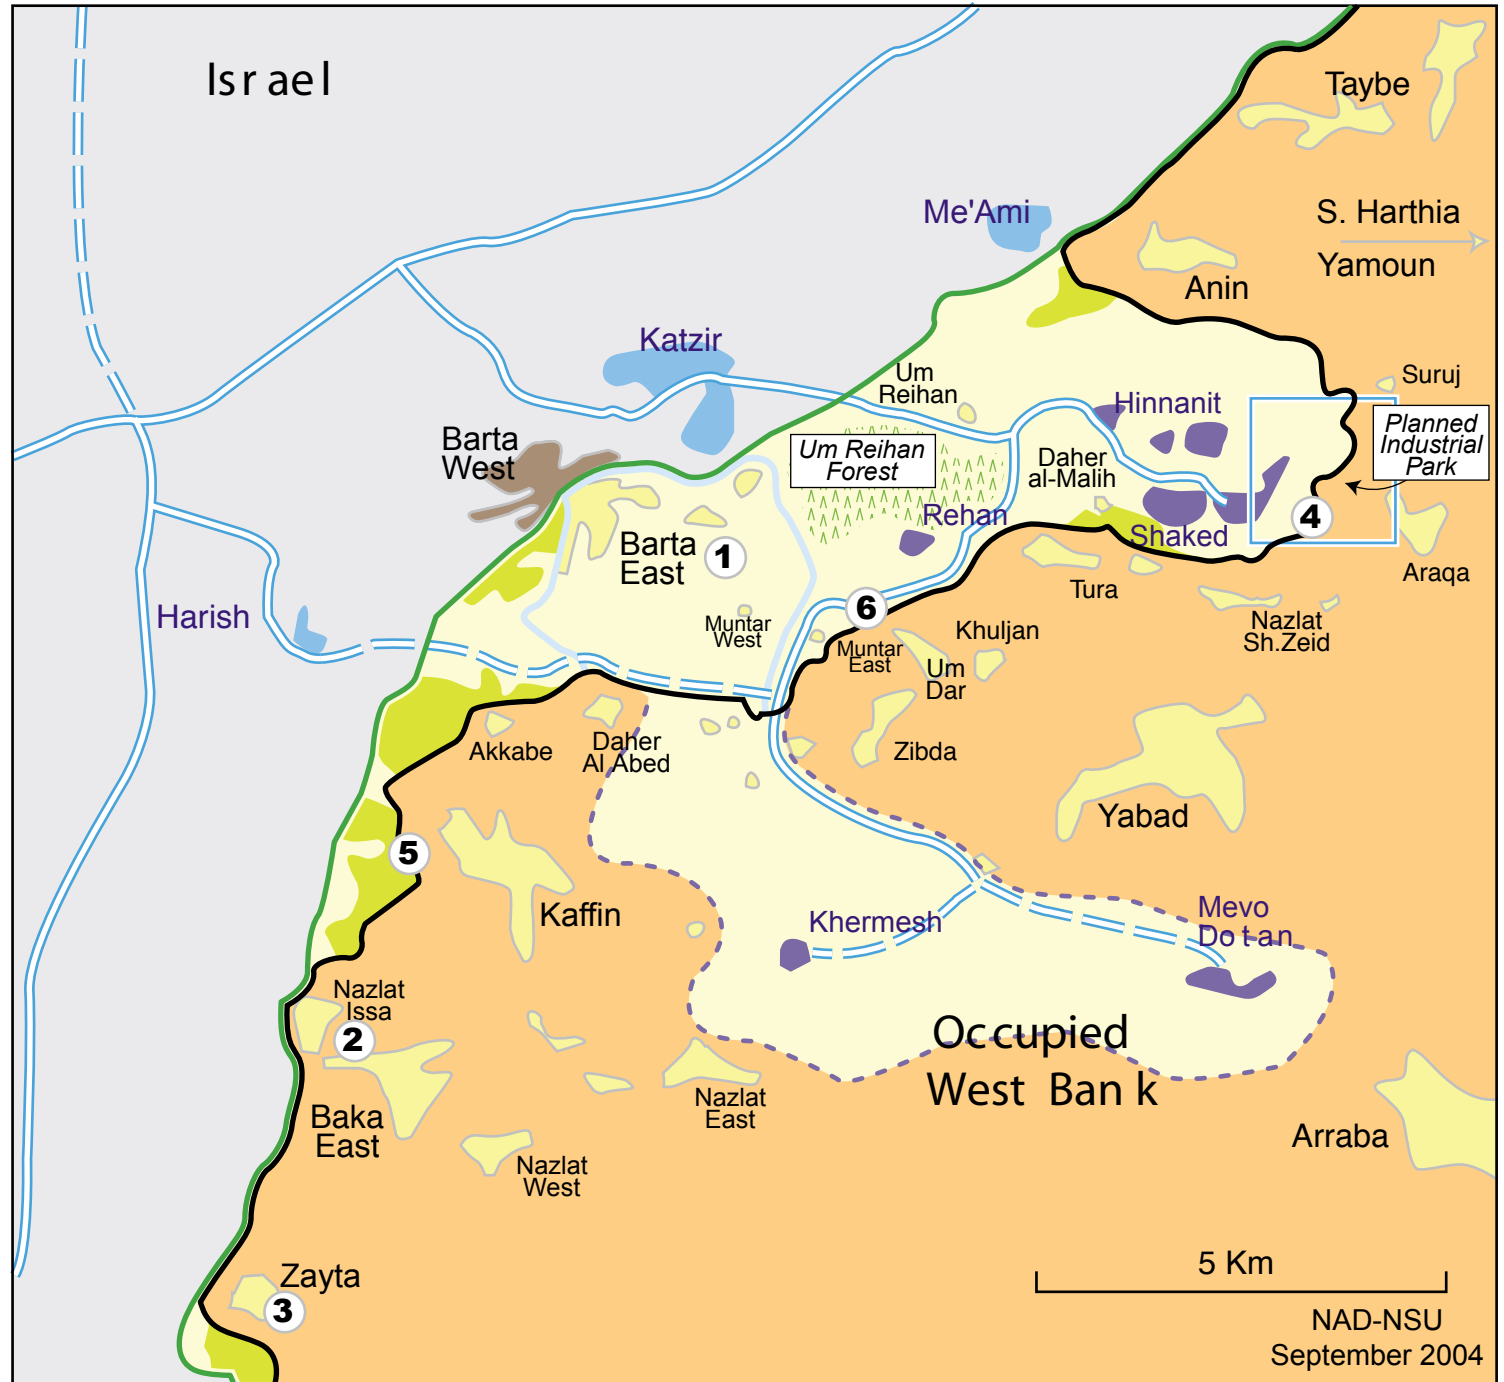 Israel
Taybe
Me'Ami
S. Harthia
Yamoun
Anin
Katzir
Um
Reihan
Suruj
Hinnanit
Planned
Industrial
Park
Barta
West
Um Reihan
Forest
Daher
al-Malih
Rehan
4
Shaked
Barta
East
1
Araqa
Tura
Harish
6
Nazlat
Sh.Zeid
Muntar
West
Khuljan
Muntar
East
Um
Dar
Akkabe
Daher
Al Abed
Zibda
Yabad
5
Kaffin
Khermesh
Mevo
Dotan
Nazlat
Issa
2
Occupied
West Bank
Nazlat
East
Baka
East
Arraba
Nazlat
West
Zayta
3
5 Km
NAD-NSU
September 2004